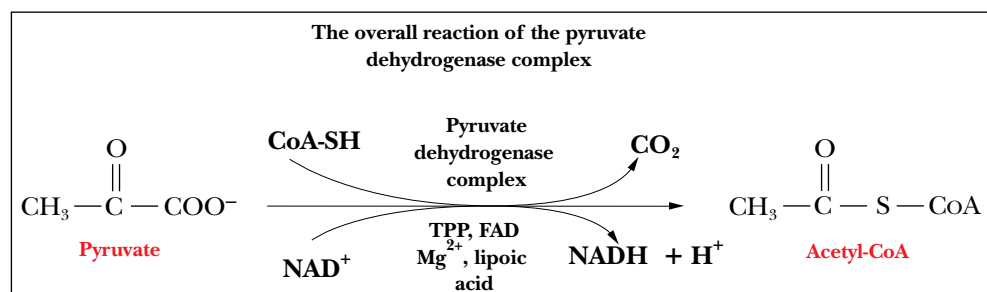 The overall reaction of the pyruvate
dehydrogenase complex
CoA-SH
Pyruvate
dehydrogenase
complex
CO₂
O
CH₃ — C — COO⁻
Pyruvate
NAD⁺
TPP, FAD
Mg²⁺, lipoic
acid
NADH + H⁺
O
CH₃ — C — S — CoA
Acetyl-CoA